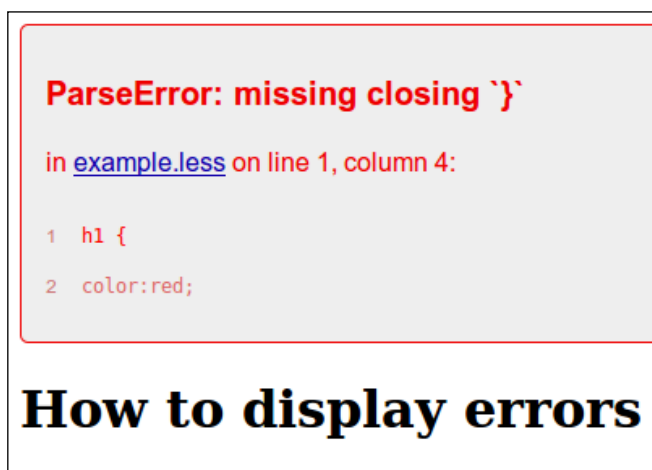 ParseError: missing closing `}`
in example.less on line 1, column 4:
1 h1 {
2 color:red;
How to display errors